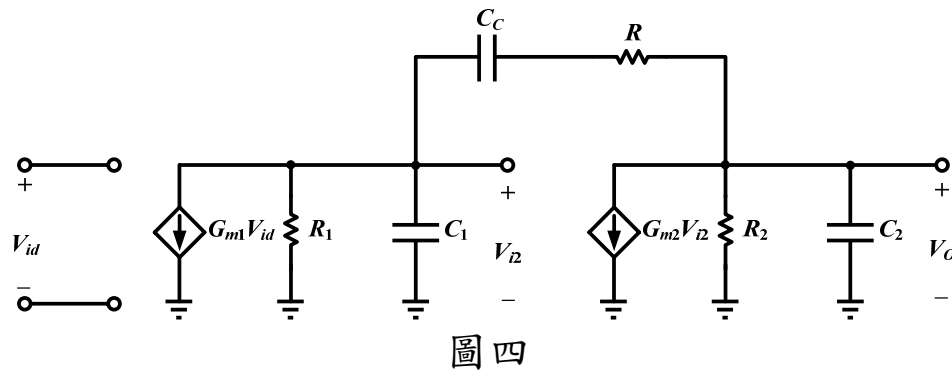 C_C
R
+
V_id
–
G_m1V_id
R_1
C_1
+
V_i2
–
G_m2V_i2
R_2
C_2
+
V_O
–
圖四